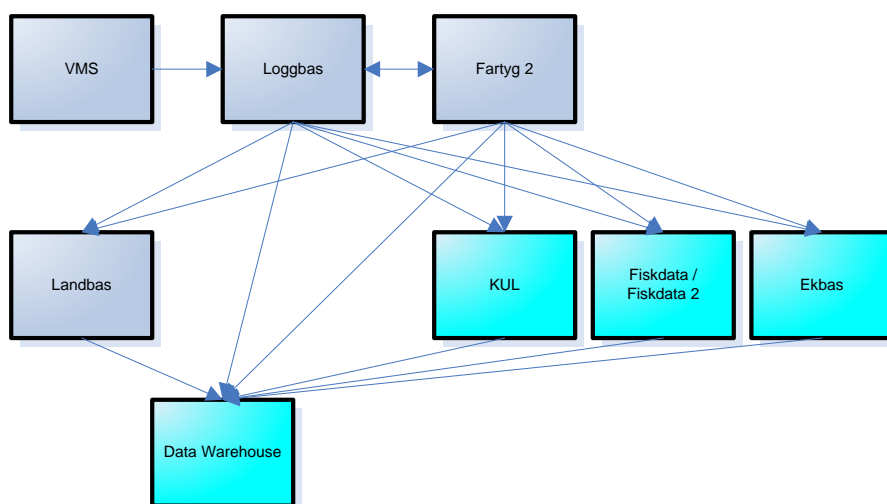 VMS
Loggbas
Fartyg 2
Landbas
KUL
Fiskdata /
Fiskdata 2
Ekbas
Data Warehouse